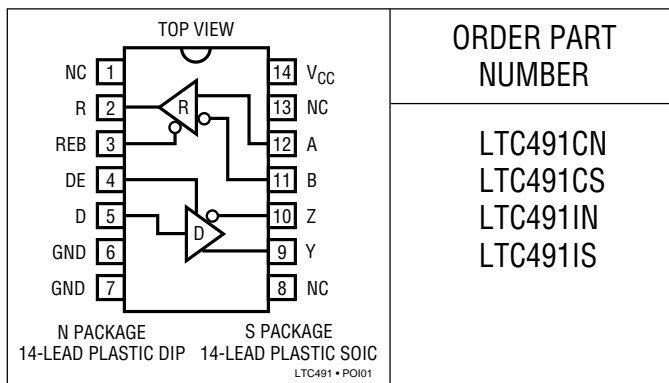 TOP VIEW
NC 1
R 2
REB 3
DE 4
D 5
GND 6
GND 7
14 VCC
13 NC
12 A
11 B
10 Z
9 Y
8 NC
R
D
N PACKAGE
14-LEAD PLASTIC DIP
S PACKAGE
14-LEAD PLASTIC SOIC
LTC491 • POI01
ORDER PART
NUMBER
LTC491CN
LTC491CS
LTC491IN
LTC491IS